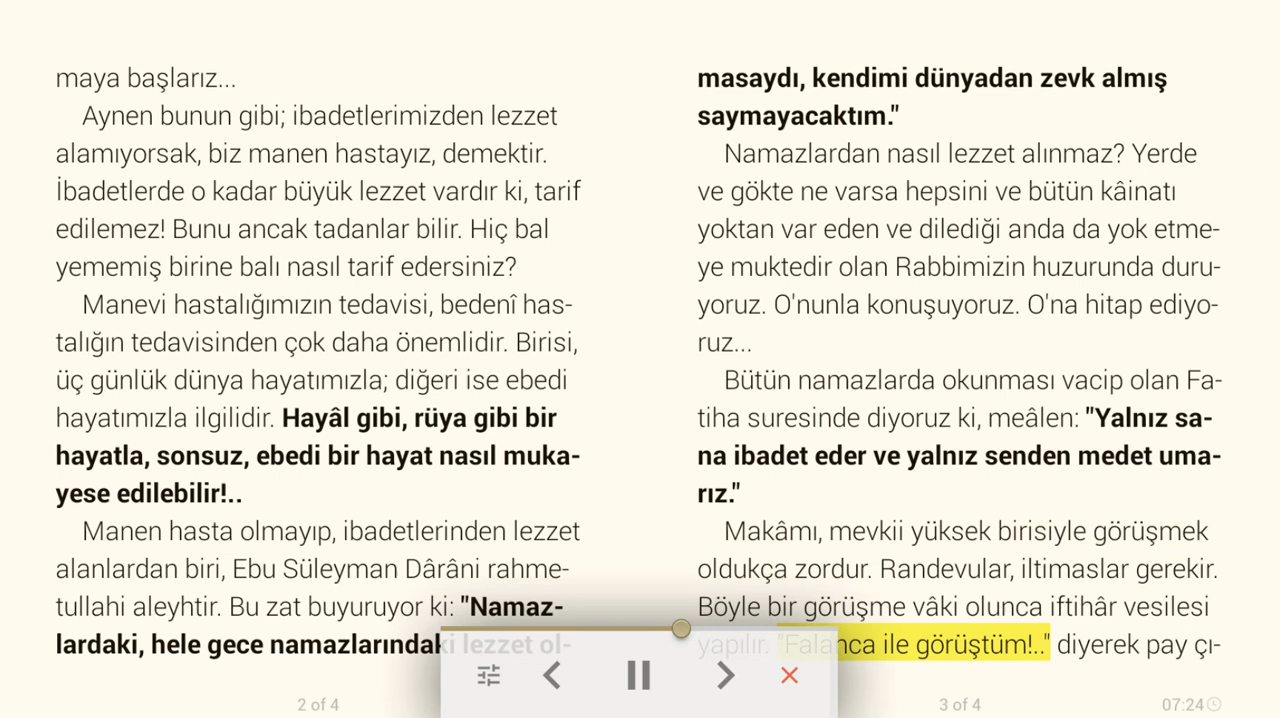 maya başlarız...
Aynen bunun gibi; ibadetlerimizden lezzet
alamıyorsak, biz manen hastayız, demektir.
İbadetlerde o kadar büyük lezzet vardır ki, tarif
edilemez! Bunu ancak tadanlar bilir. Hiç bal
yememiş birine balı nasıl tarif edersiniz?
Manevi hastalığımızın tedavisi, bedenî has-
talığın tedavisinden çok daha önemlidir. Birisi,
üç günlük dünya hayatımızla; diğeri ise ebedi
hayatımızla ilgilidir. Hayâl gibi, rüya gibi bir
hayatla, sonsuz, ebedi bir hayat nasıl muka-
yese edilebilir!..
Manen hasta olmayıp, ibadetlerinden lezzet
alanlardan biri, Ebu Süleyman Dârâni rahme-
tullahi aleyhtir. Bu zat buyuruyor ki: "Namaz-
lardaki, hele gece namazlarındaki lezzet ol-
2 of 4
masaydı, kendimi dünyadan zevk almış
saymayacaktım."
Namazlardan nasıl lezzet alınmaz? Yerde
ve gökte ne varsa hepsini ve bütün kâinatı
yoktan var eden ve dilediği anda da yok etme-
ye muktedir olan Rabbimizin huzurunda duru-
yoruz. O'nunla konuşuyoruz. O'na hitap ediyo-
ruz...
Bütün namazlarda okunması vacip olan Fa-
tiha suresinde diyoruz ki, meâlen: "Yalnız sa-
na ibadet eder ve yalnız senden medet uma-
rız."
Makâmı, mevkii yüksek birisiyle görüşmek
oldukça zordur. Randevular, iltimaslar gerekir.
Böyle bir görüşme vâki olunca iftihâr vesilesi
yapılır. "Falanca ile görüştüm!.." diyerek pay çı-
3 of 4
07:24